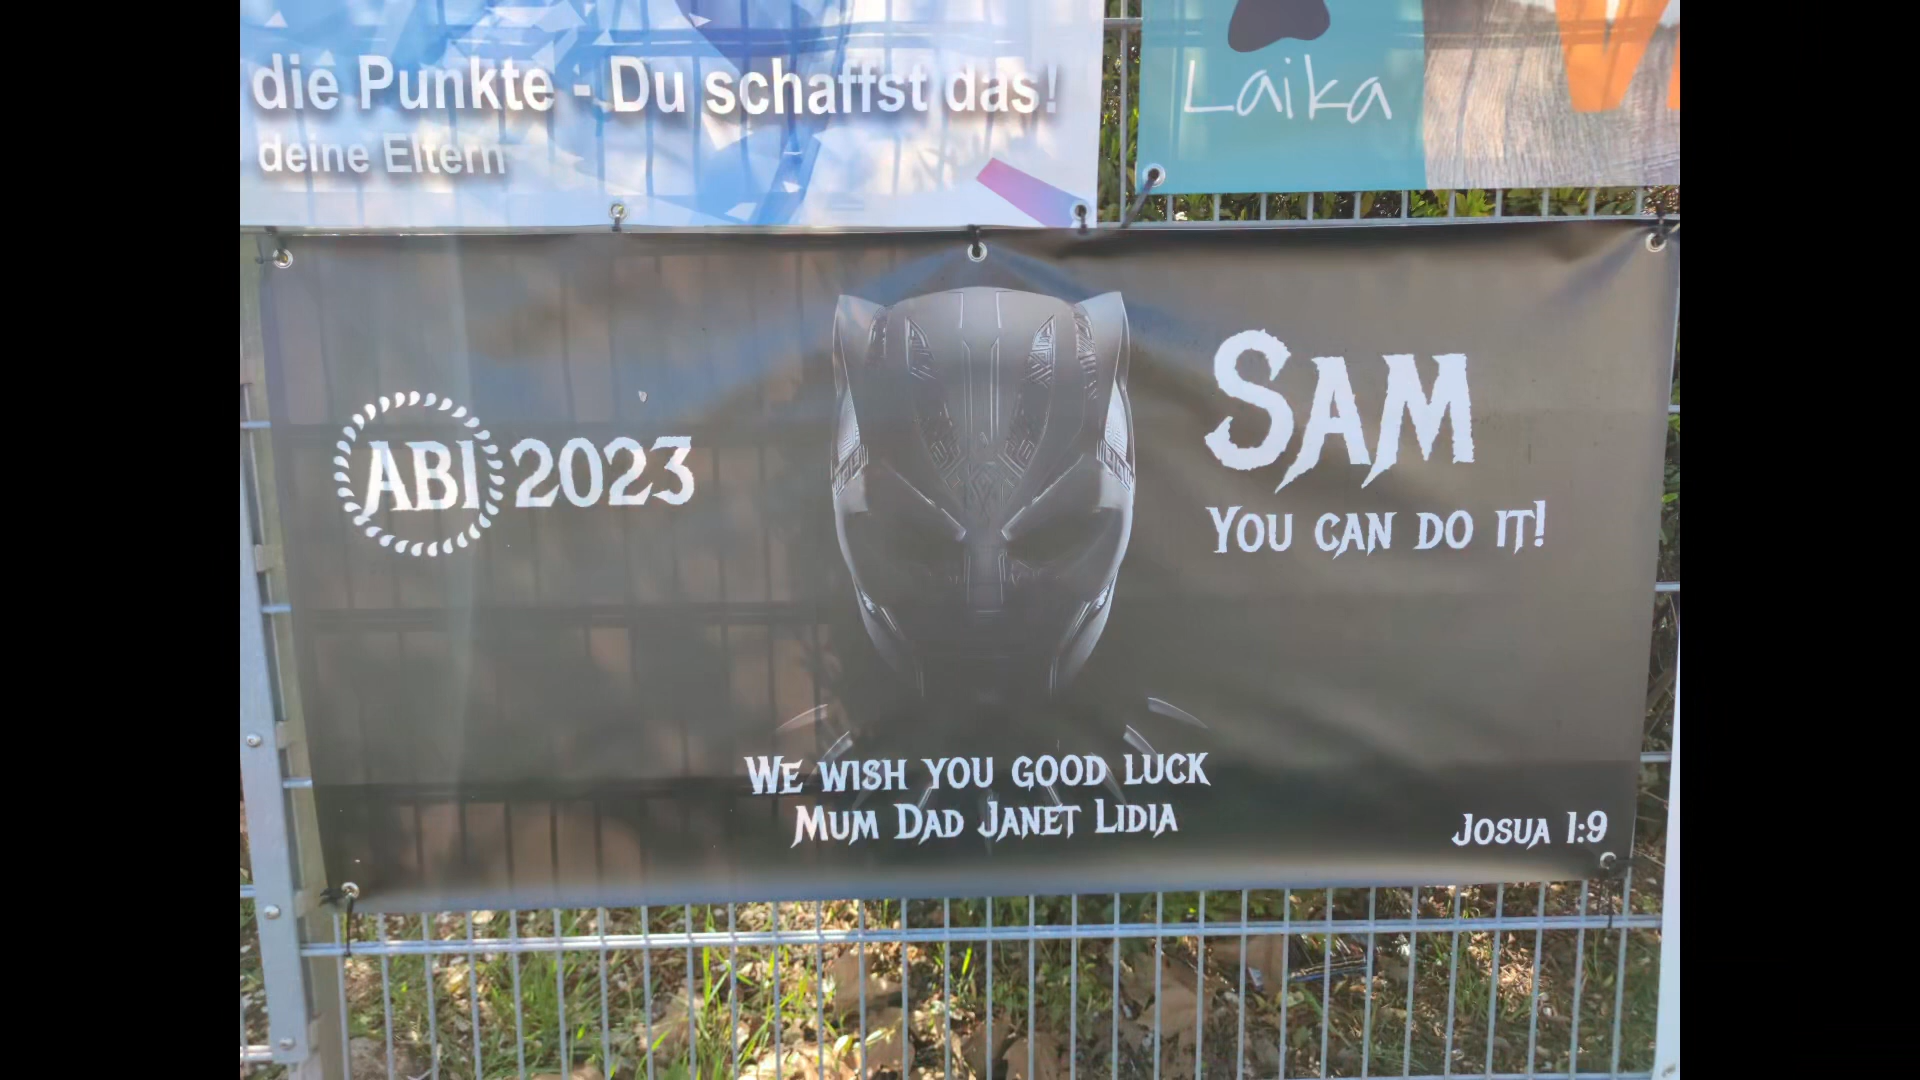 die Punkte - Du schaffst das!
deine Eltern
Laika
ABI 2023
SAM
YOU CAN DO IT!
WE WISH YOU GOOD LUCK
MUM DAD JANET LIDIA
JOSUA 1:9